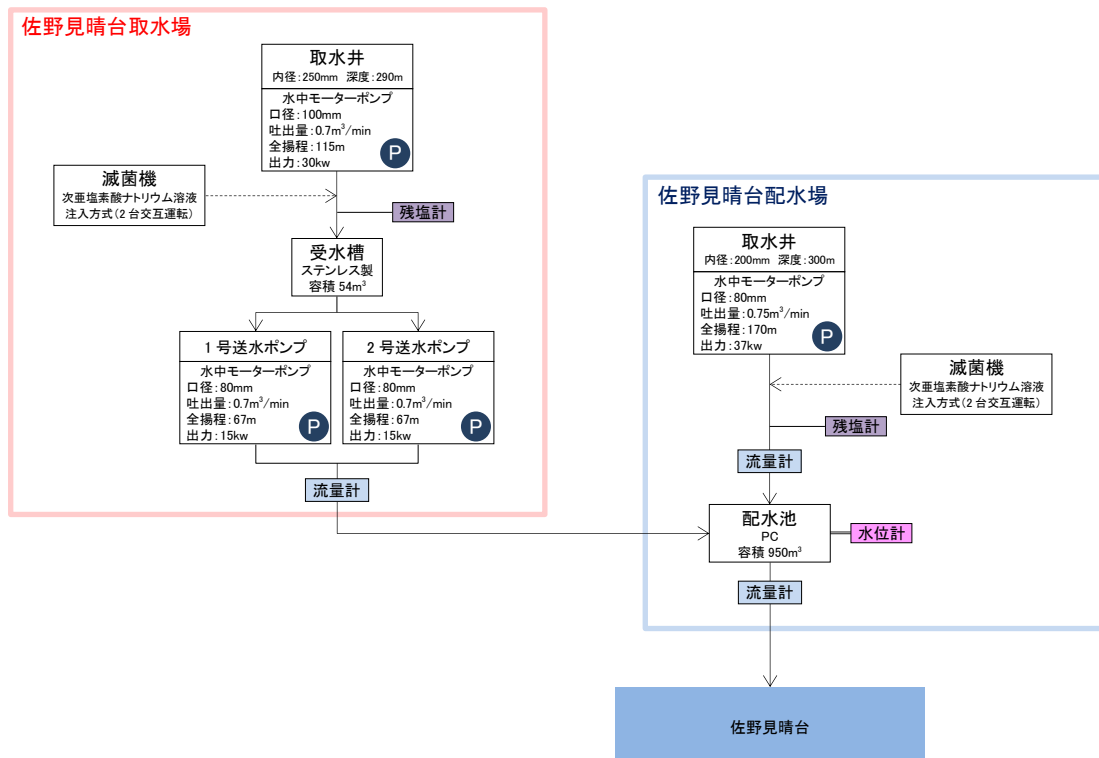 佐野見晴台取水場
取水井
内径:250mm 深度:290m
水中モーターポンプ
口径:100mm
吐出量:0.7m³/min
全揚程:115m
出力:30kw
P
滅菌機
次亜塩素酸ナトリウム溶液
注入方式(2台交互運転)
残塩計
受水槽
ステンレス製
容積 54m³
1号送水ポンプ
水中モーターポンプ
口径:80mm
吐出量:0.7m³/min
全揚程:67m
出力:15kw
P
2号送水ポンプ
水中モーターポンプ
口径:80mm
吐出量:0.7m³/min
全揚程:67m
出力:15kw
P
流量計
佐野見晴台配水場
取水井
内径:200mm 深度:300m
水中モーターポンプ
口径:80mm
吐出量:0.75m³/min
全揚程:170m
出力:37kw
P
滅菌機
次亜塩素酸ナトリウム溶液
注入方式(2台交互運転)
残塩計
流量計
配水池
PC
容積 950m³
水位計
流量計
佐野見晴台